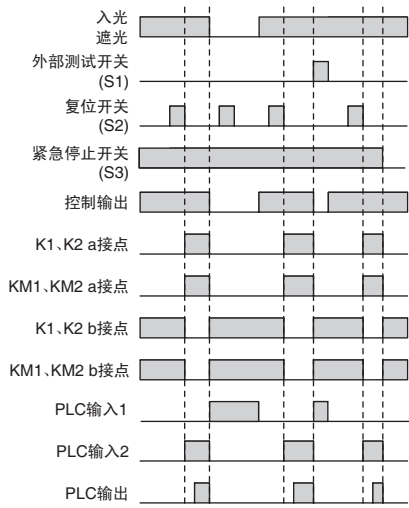 入光
遮光
外部测试开关
(S1)
复位开关
(S2)
紧急停止开关
(S3)
控制输出
K1、K2 a接点
KM1、KM2 a接点
K1、K2 b接点
KM1、KM2 b接点
PLC输入1
PLC输入2
PLC输出